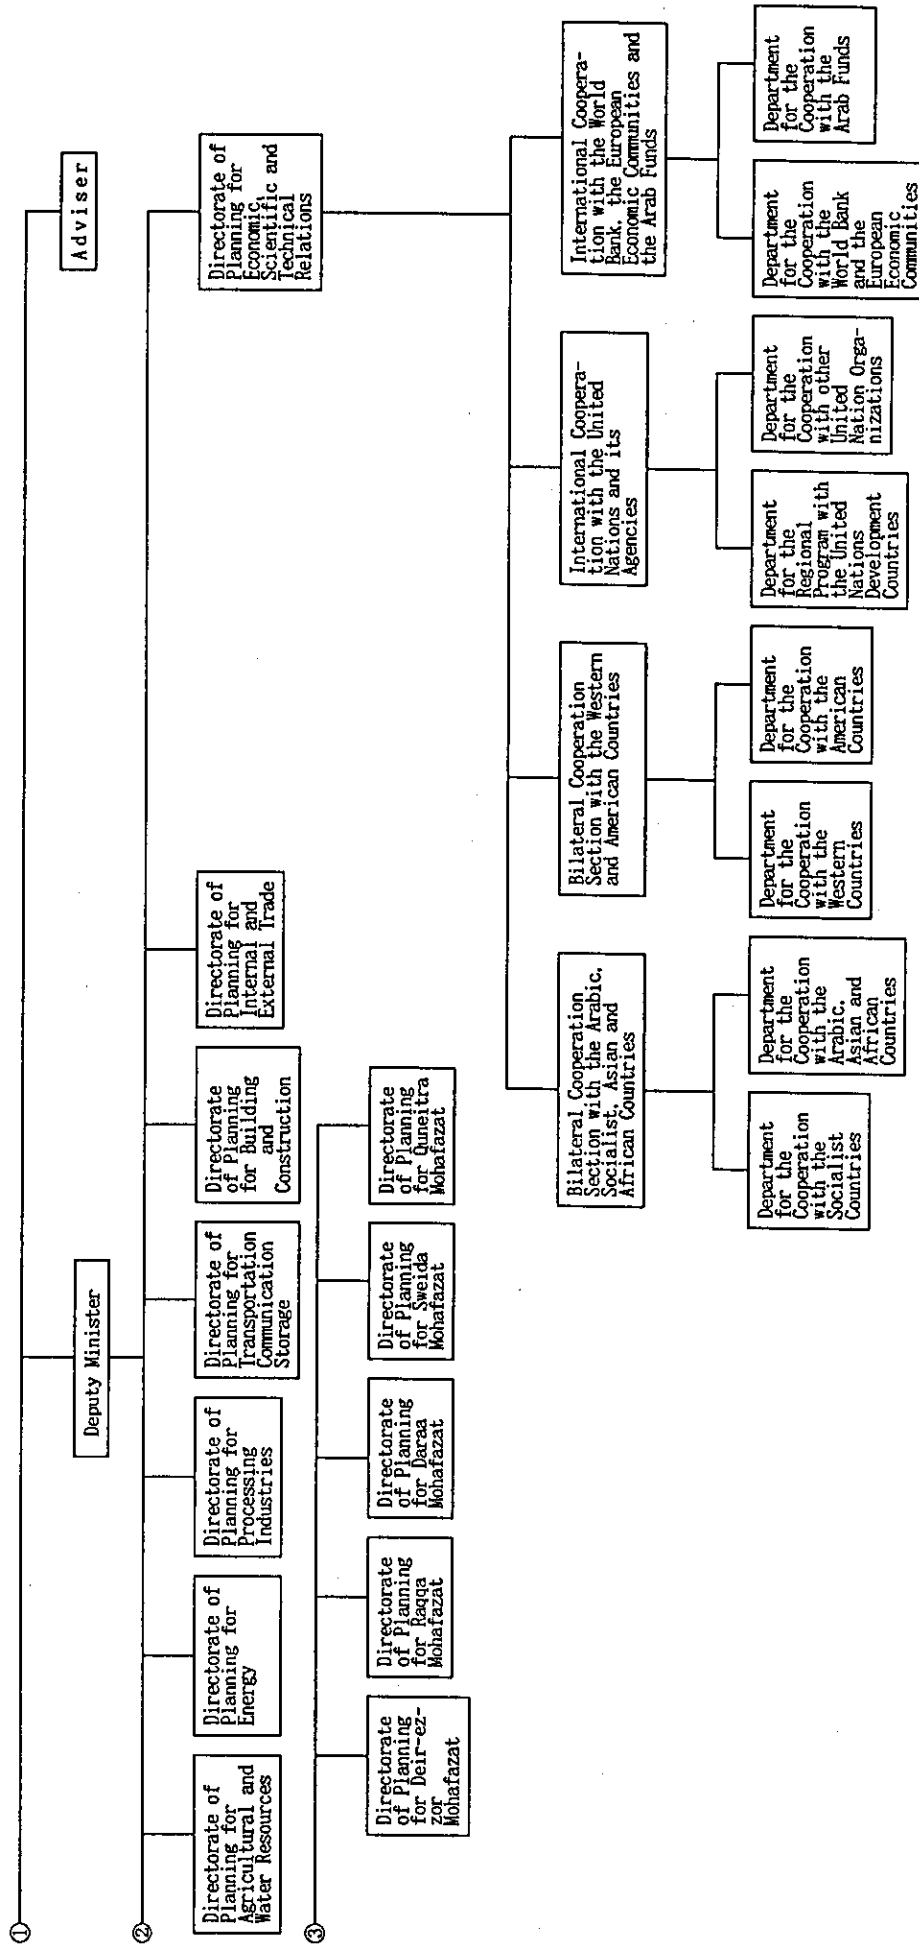 ①
Adviser
Deputy Minister
②
Directorate of
Planning for
Agricultural and
Water Resources
Directorate of
Planning for
Energy
Directorate of
Planning for
Processing
Industries
Directorate of
Planning for
Transportation
Communication
Storage
Directorate
of Planning
for Building
and
Construction
Directorate of
Planning for
Internal and
External Trade
Directorate of
Planning for
Economic,
Scientific and
Technical
Relations
③
Directorate
of Planning
for Deir-ez-
zor
Mohafazat
Directorate
of Planning
for Raqqa
Mohafazat
Directorate
of Planning
for Daraa
Mohafazat
Directorate
of Planning
for Sweida
Mohafazat
Directorate
of Planning
for Quneitra
Mohafazat
Bilateral Cooperation
Section with the Arabic,
Socialist, Asian and
African Countries
Bilateral Cooperation
Section with the Western
and American Countries
International Coopera-
tion with the United
Nations and its
Agencies
International Coopera-
tion with the World
Bank, the European
Economic Communities and
the Arab Funds
Department
for the
Cooperation
with the
Socialist
Countries
Department
for the
Cooperation
with the
Arabic,
Asian and
African
Countries
Department
for the
Cooperation
with the
Western
Countries
Department
for the
Cooperation
with the
American
Countries
Department
for the
Regional
Program with
the United
Nations
Development
Countries
Department
for the
Cooperation
with other
United
Nation Orga-
nizations
Department
for the
Cooperation
with the
World Bank
and the
European
Economic
Communities
Department
for the
Cooperation
with the
Arab Funds